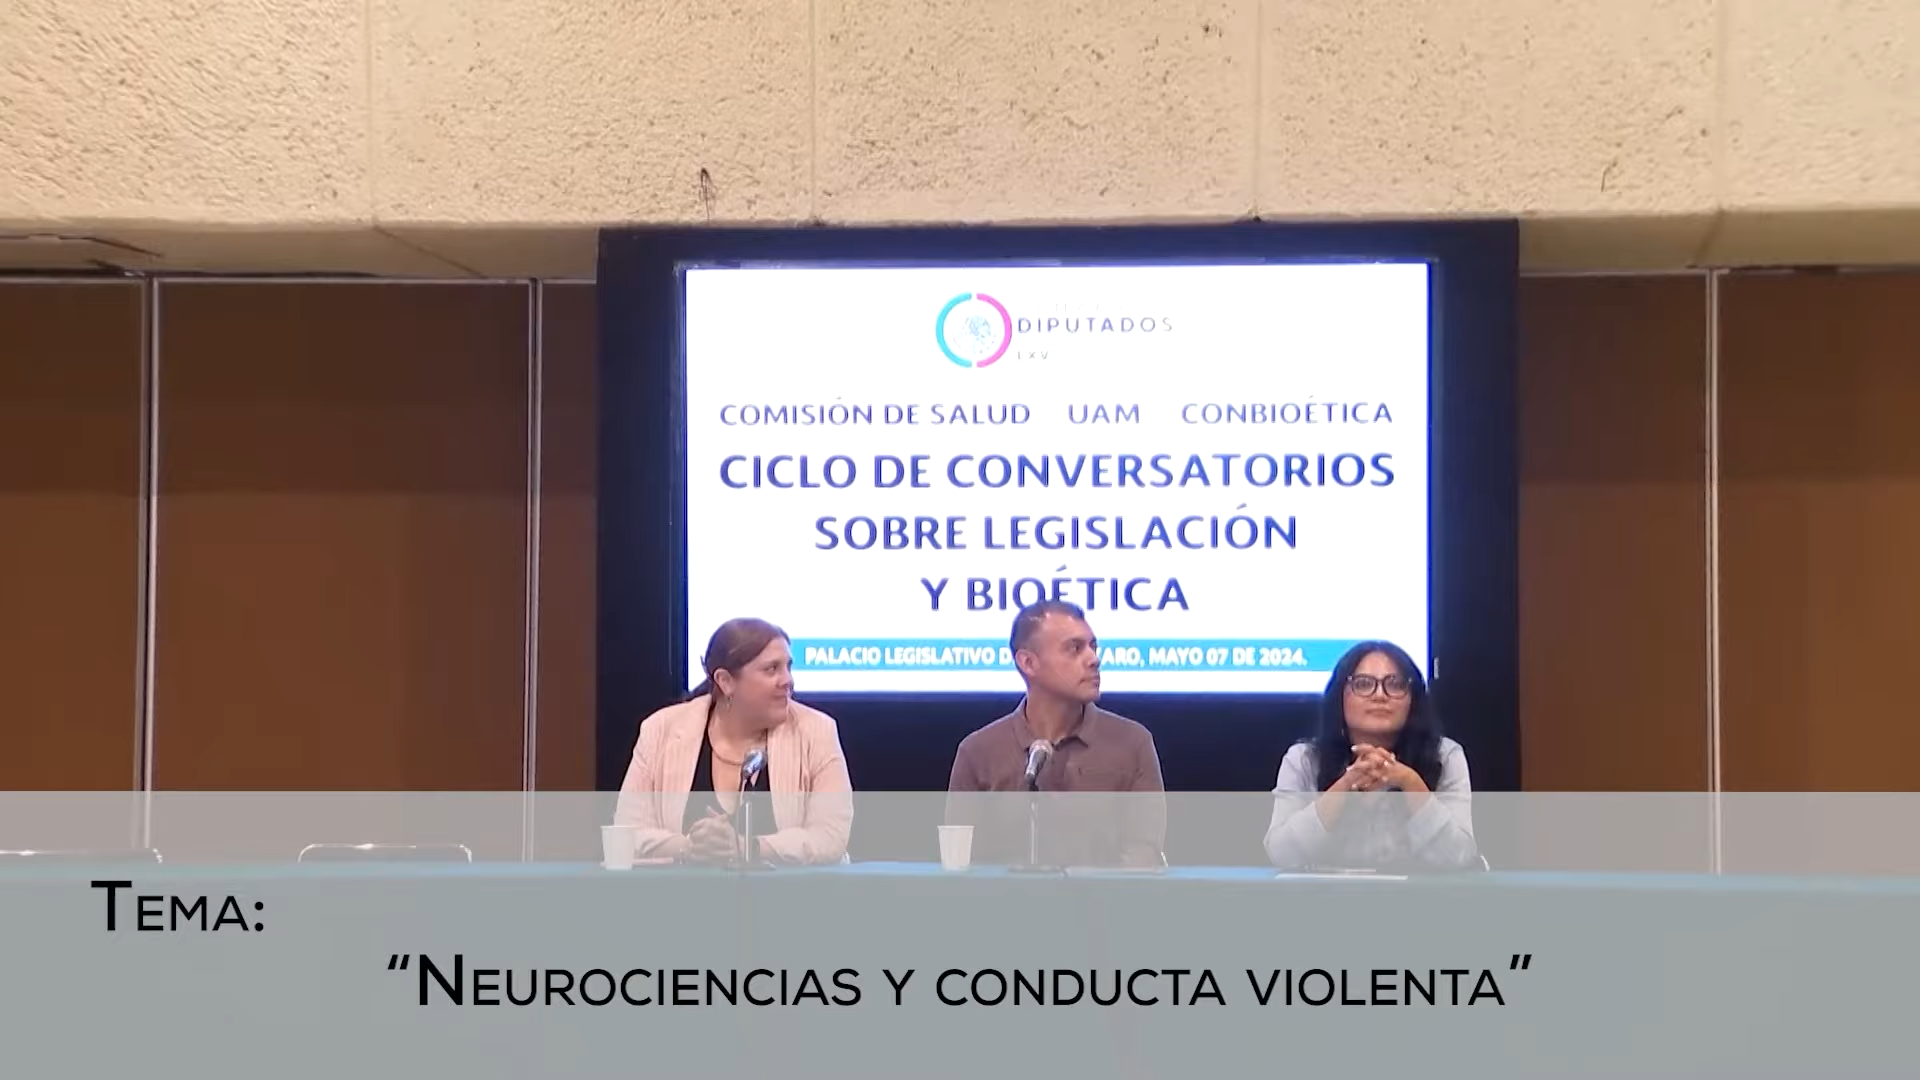 DIPUTADOS
LXV
COMISIÓN DE SALUD UAM CONBIOÉTICA
CICLO DE CONVERSATORIOS
SOBRE LEGISLACIÓN
Y BIOÉTICA
PALACIO LEGISLATIVO MAYO 07 DE 2024.
TEMA:
“NEUROCIENCIAS Y CONDUCTA VIOLENTA”